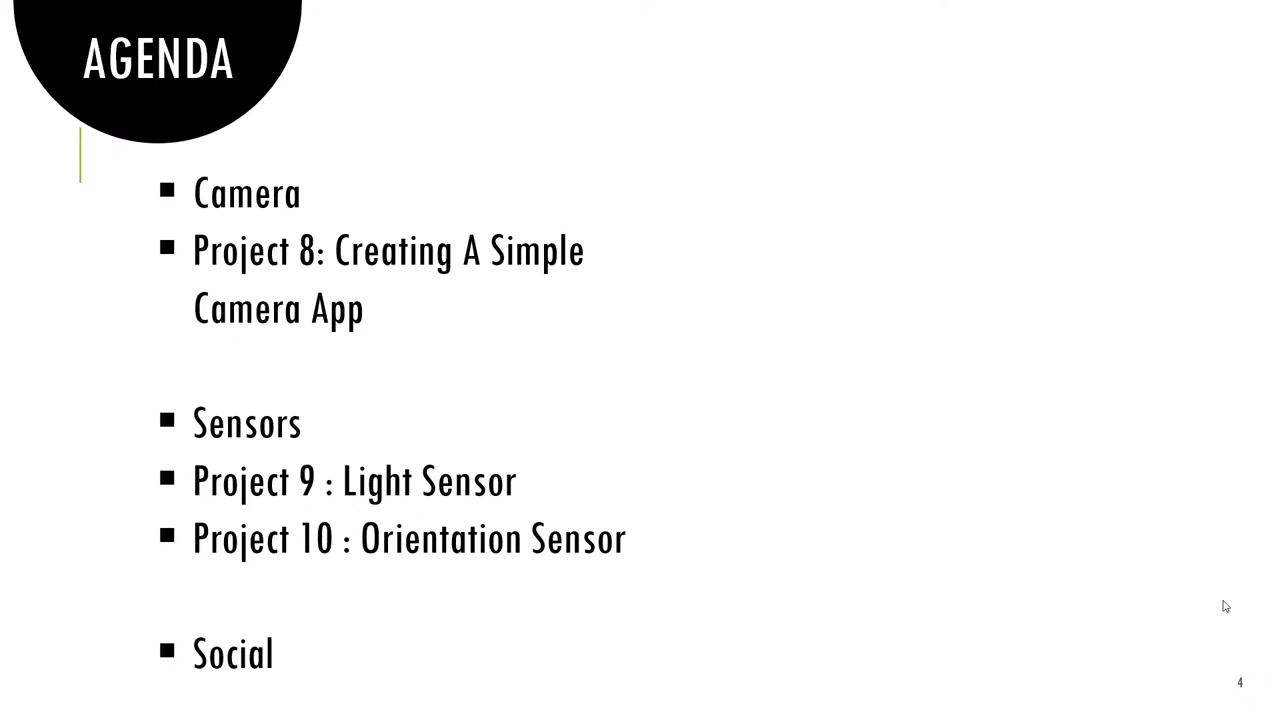 AGENDA
▪ Camera
▪ Project 8: Creating A Simple
Camera App
▪ Sensors
▪ Project 9 : Light Sensor
▪ Project 10 : Orientation Sensor
▪ Social
4